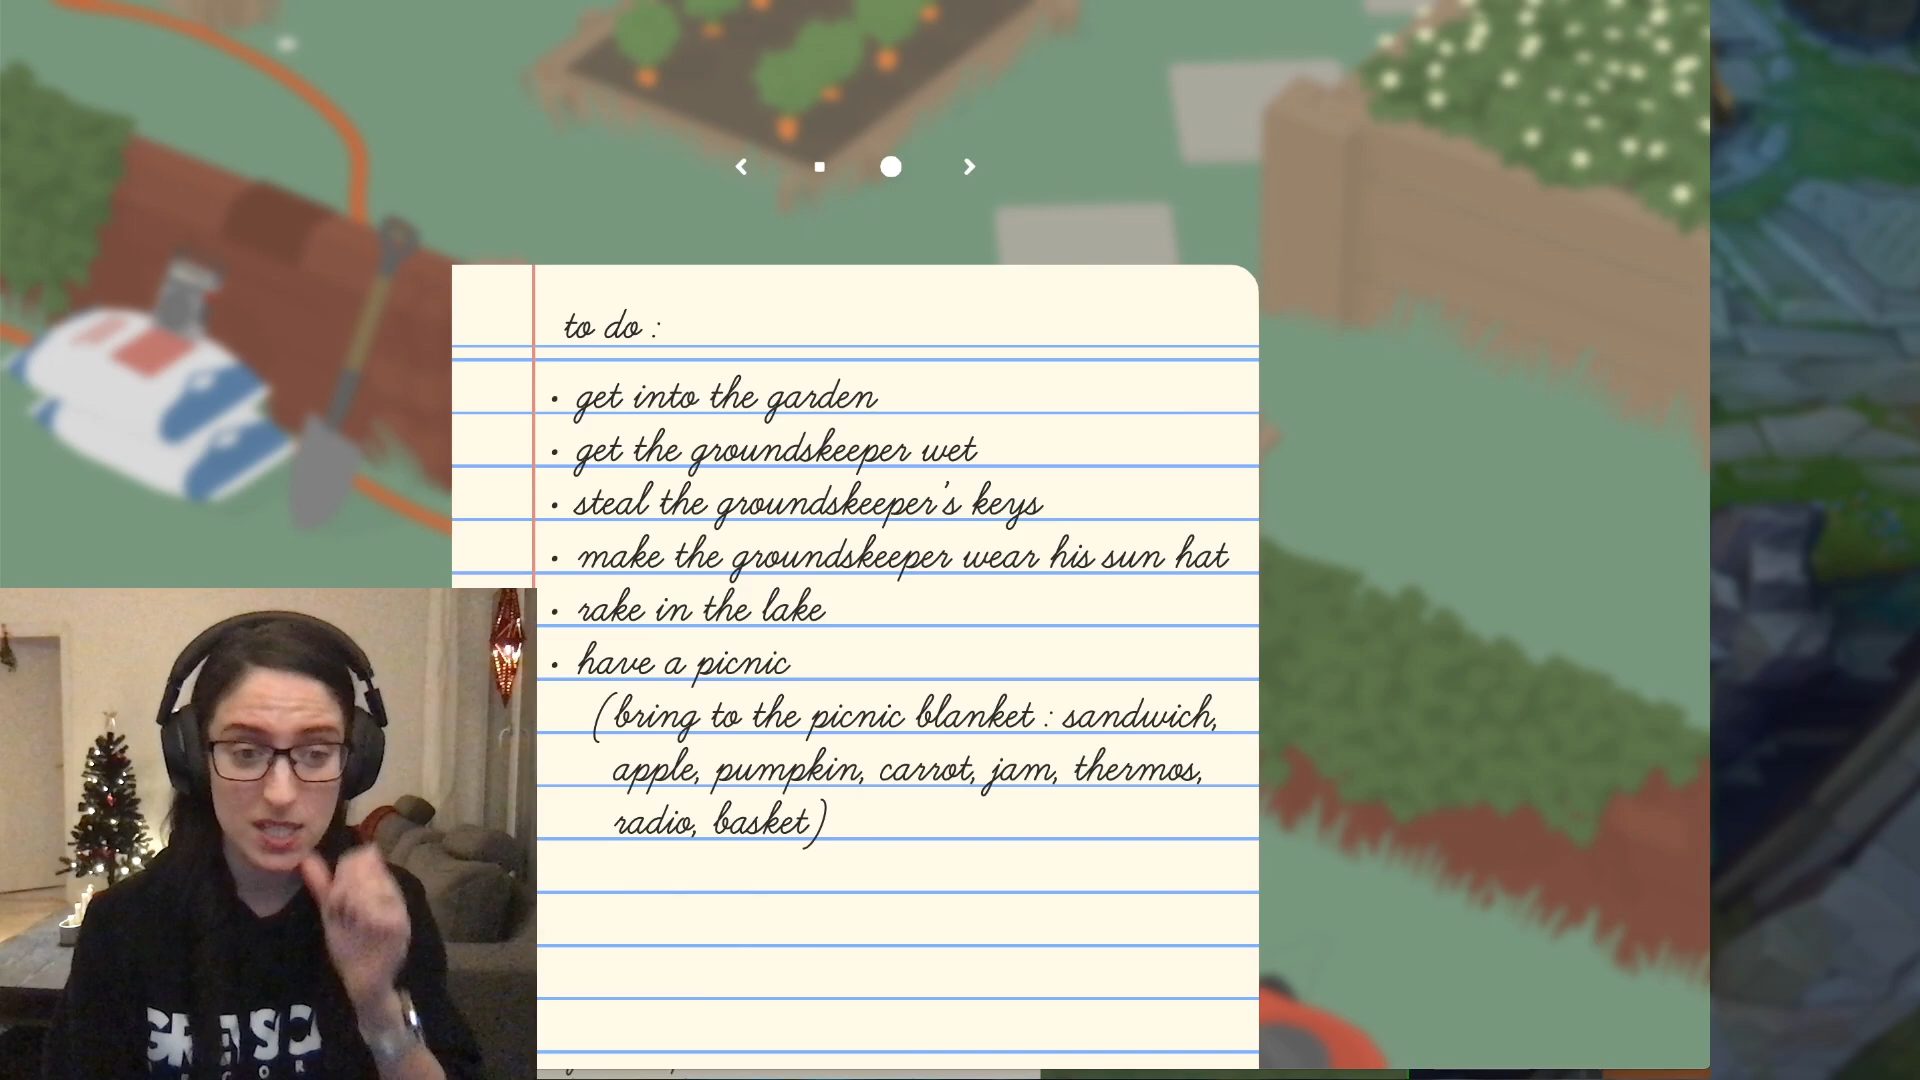 to do :
• get into the garden
• get the groundskeeper wet
• steal the groundskeeper's keys
• make the groundskeeper wear his sun hat
• rake in the lake
• have a picnic
(bring to the picnic blanket : sandwich,
apple, pumpkin, carrot, jam, thermos,
radio, basket)